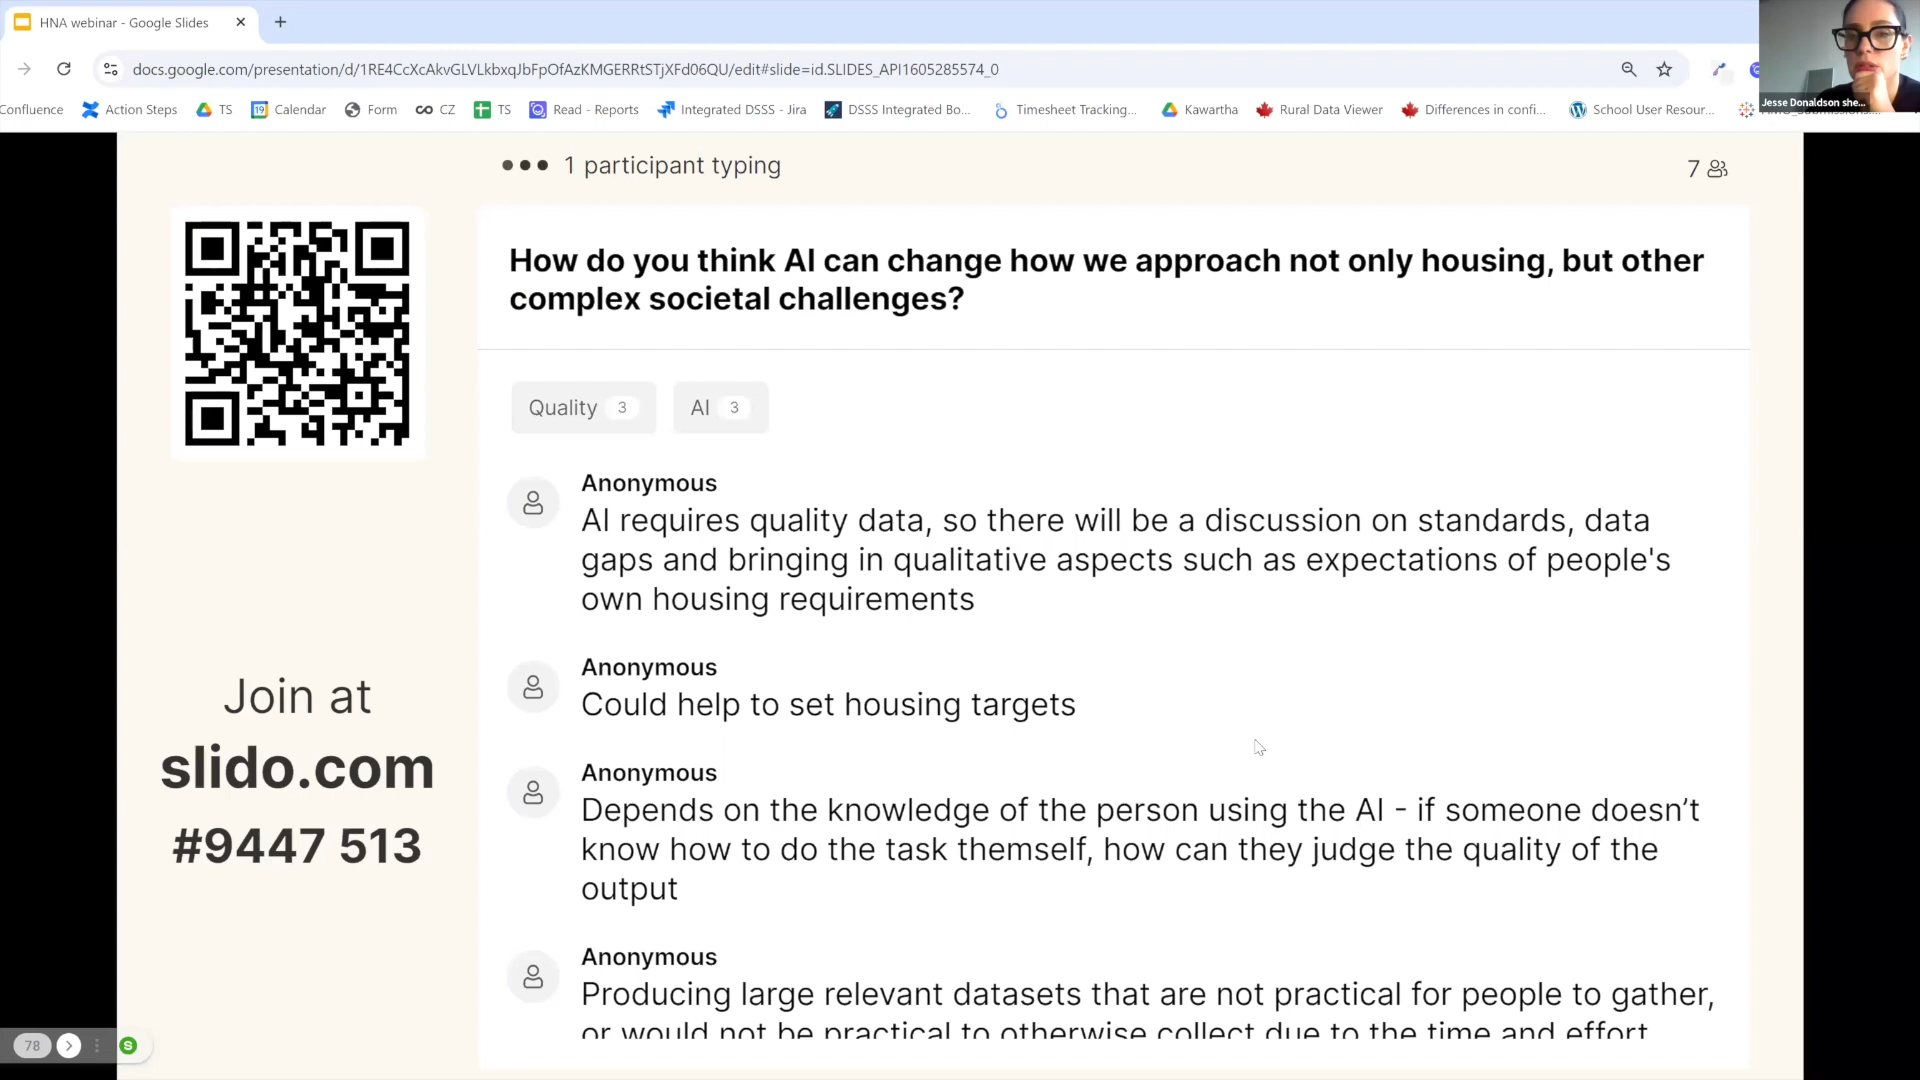 HNA webinar - Google Slides
docs.google.com/presentation/d/1RE4CcXcAkvGLVLkbxqJbFpOfAzKMGERRtSTjXFd06QU/edit#slide=id.SLIDES_API1605285574_0
Confluence Action Steps TS 19 Calendar Form CZ TS Read - Reports Integrated DSSS - Jira DSSS Integrated Bo... Timesheet Tracking... Kawartha Rural Data Viewer Differences in confi... School User Resour...
Jesse Donaldson she...
1 participant typing
7
How do you think AI can change how we approach not only housing, but other
complex societal challenges?
Quality 3 AI 3
Anonymous
AI requires quality data, so there will be a discussion on standards, data
gaps and bringing in qualitative aspects such as expectations of people's
own housing requirements
Anonymous
Could help to set housing targets
Anonymous
Depends on the knowledge of the person using the AI - if someone doesn’t
know how to do the task themself, how can they judge the quality of the
output
Anonymous
Producing large relevant datasets that are not practical for people to gather,
or would not be practical to otherwise collect due to the time and effort
Join at
slido.com
#9447 513
78
S